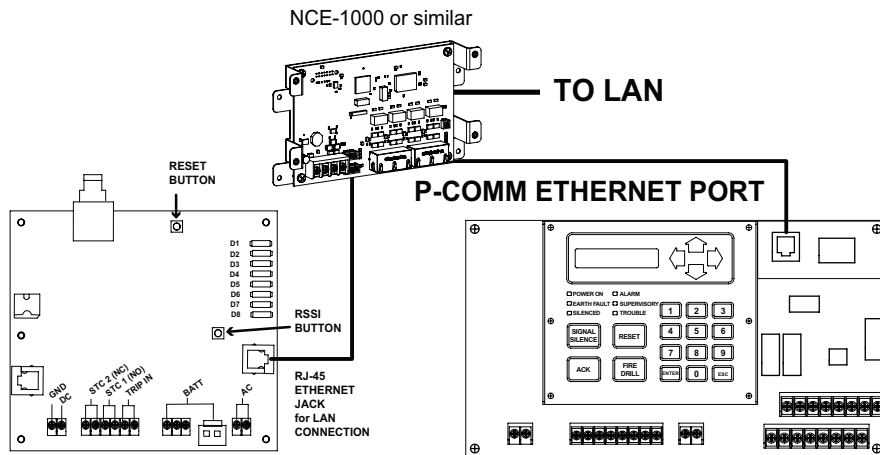 NCE-1000 or similar
TO LAN
P-COMM ETHERNET PORT
RESET
BUTTON
D1
D2
D3
D4
D5
D6
D7
D8
RSSI
BUTTON
RJ-45
ETHERNET
JACK
for LAN
CONNECTION
GND
DC
STC 2 (NC)
STC 1 (NO)
TRIP IN
BATT
AC
POWER ON ALARM
EARTH FAULT SUPERVISORY
SILENCED TROUBLE
SIGNAL
SILENCE
RESET
ACK
FIRE
DRILL
1 2 3
4 5 6
7 8 9
ENTER 0 ESC